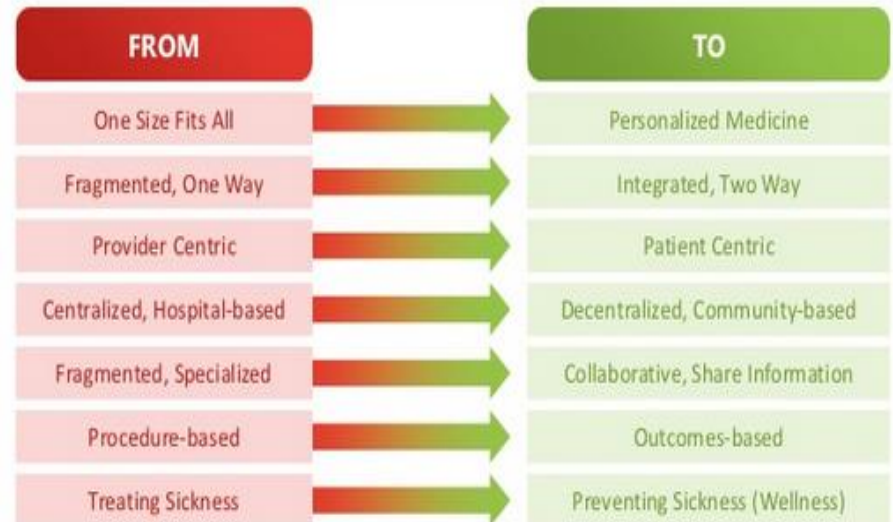 FROM
TO
One Size Fits All
Personalized Medicine
Fragmented, One Way
Integrated, Two Way
Provider Centric
Patient Centric
Centralized, Hospital-based
Decentralized, Community-based
Fragmented, Specialized
Collaborative, Share Information
Procedure-based
Outcomes-based
Treating Sickness
Preventing Sickness (Wellness)